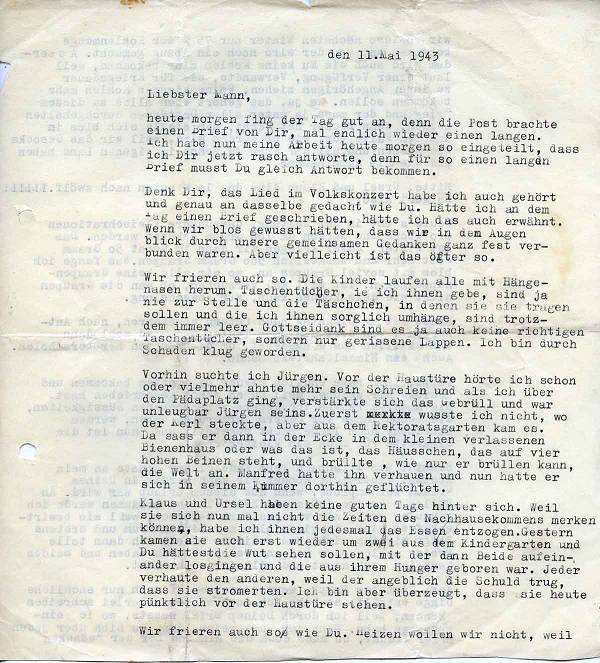 den 11.Mai 1943
Liebster Mann,
heute morgen fing der Tag gut an, denn die Post brachte
einen Brief von Dir, mal endlich wieder einen langen.
Ich habe nun meine Arbeit heute morgen so eingeteilt, dass
ich Dir jetzt rasch antworte, denn für so einen langen
Brief musst Du gleich Antwort bekommen.
Denk Dir, das Lied im Volkskonzert habe ich auch gehört
und genau an dasselbe gedacht wie Du. Hätte ich an dem
Tag einen Brief geschrieben, hätte ich das auch erwähnt.
Wenn wir blos gewusst hätten, dass wir in dem Augen
blick durch unsere gemeinsamen Gedanken ganz fest ver-
bunden waren. Aber vielleicht ist das öfter so.
Wir frieren auch so. Die Kinder laufen alle mit Hänge-
nasen herum. Taschentücher, ie ich ihnen gebe, sind ja
nie zur Stelle und die Täschchen, in denen sie sie tragen
sollen und die ich ihnen sorglich umhänge, sind trotz-
dem immer leer. Gottseidank sind es ja auch keine richtigen
Taschentücher, sondern nur gerissene Lappen. Ich bin durch
Schaden klug geworden.
Vorhin suchte ich Jürgen. Vor der Haustüre hörte ich schon
oder vielmehr ahnte mehr sein Schreien und als ich über
den Pädaplatz ging, verstärkte sich das Gebrüll und war
unleugbar Jürgen seins.Zuerst wusste ich nicht, wo
der Kerl steckte, aber aus dem Rektoratsgarten kam es.
Da sass er dann in der Ecke in dem kleinen verlassenen
Bienenhaus oder was das ist, das Häusschen, das auf vier
hohen Beinen steht, und brüllte , wie nur er brüllen kann,
die Welt an. Manfred hatte ihn verhauen und nun hatte er
sich in seinem Kummer dorthin geflüchtet.
Klaus und Ursel haben keine guten Tage hinter sich. Weil
sie sich nun mal nicht die Zeiten des Nachhausekommens merken
können, habe ich ihnen jedesmal das Essen entzogen.Gestern
kamen sie auch erst wieder um zwei aus dem Kindergarten und
Du hättestdie Wut sehen sollen, mit der dann Beide aufein-
ander losgingen und die aus ihrem Hunger geboren war. Jeder
verhaute den anderen, weil der angeblich die Schuld trug,
dass sie stromerten. Ich bin aber überzeugt, dass sie heute
pünktlich vor der Haustüre stehen.
Wir frieren auch so wie Du. Heizen wollen wir nicht, weil